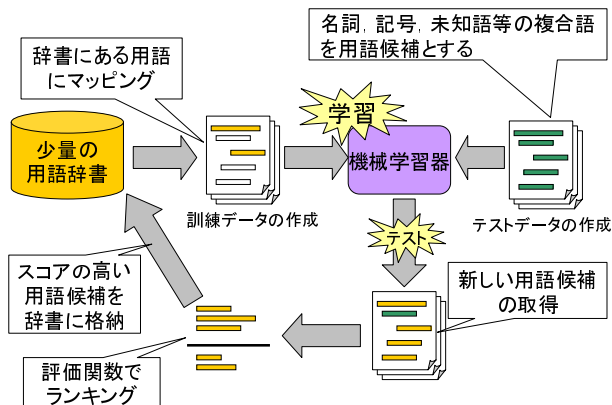 辞書にある用語
にマッピング
名詞，記号，未知語等の複合語
を用語候補とする
学習
少量の
用語辞書
機械学習器
訓練データの作成
テストデータの作成
テスト
スコアの高い
用語候補を
辞書に格納
新しい用語候補
の取得
評価関数で
ランキング